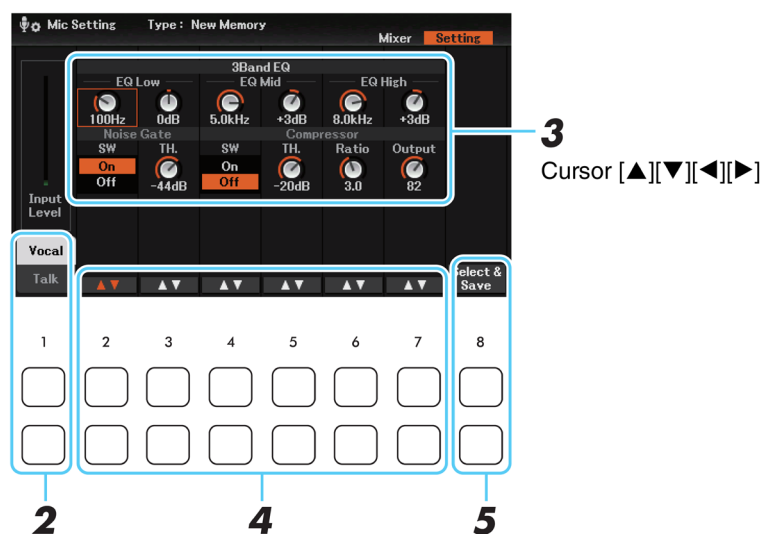 Mic Setting Type : New Memory
Mixer Setting
3Band EQ
EQ Low EQ Mid EQ High
100Hz 0dB 5.0kHz +3dB 8.0kHz +3dB
Noise Gate Compressor
SW TH. SW TH. Ratio Output
On On
Off -44dB Off -20dB 3.0 82
Input
Level
3
Cursor [▲][▼][◀][▶]
Vocal
Talk ▲▼ ▲▼ ▲▼ ▲▼ ▲▼ ▲▼ Select &
Save
1 2 3 4 5 6 7 8
2 4 5